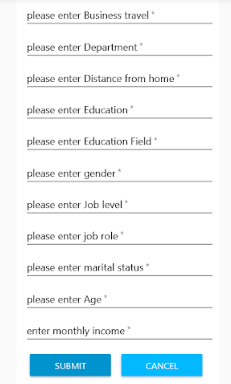 please enter Business travel *
please enter Department *
please enter Distance from home *
please enter Education *
please enter Education Field *
please enter gender *
please enter Job level *
please enter job role *
please enter marital status *
please enter Age *
enter monthly income *
SUBMIT
CANCEL